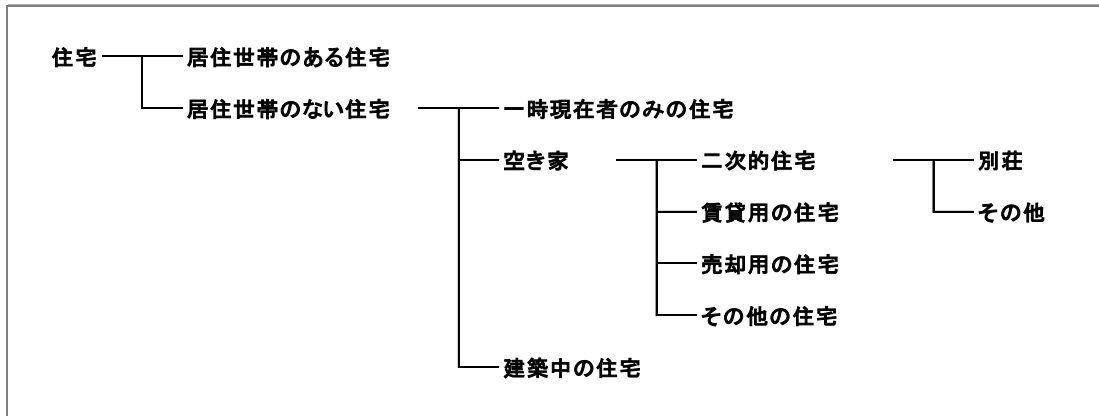 住宅 居住世帯のある住宅
居住世帯のない住宅 一時現在者のみの住宅
空き家 二次的住宅 別荘
賃貸用の住宅 その他
売却用の住宅
その他の住宅
建築中の住宅